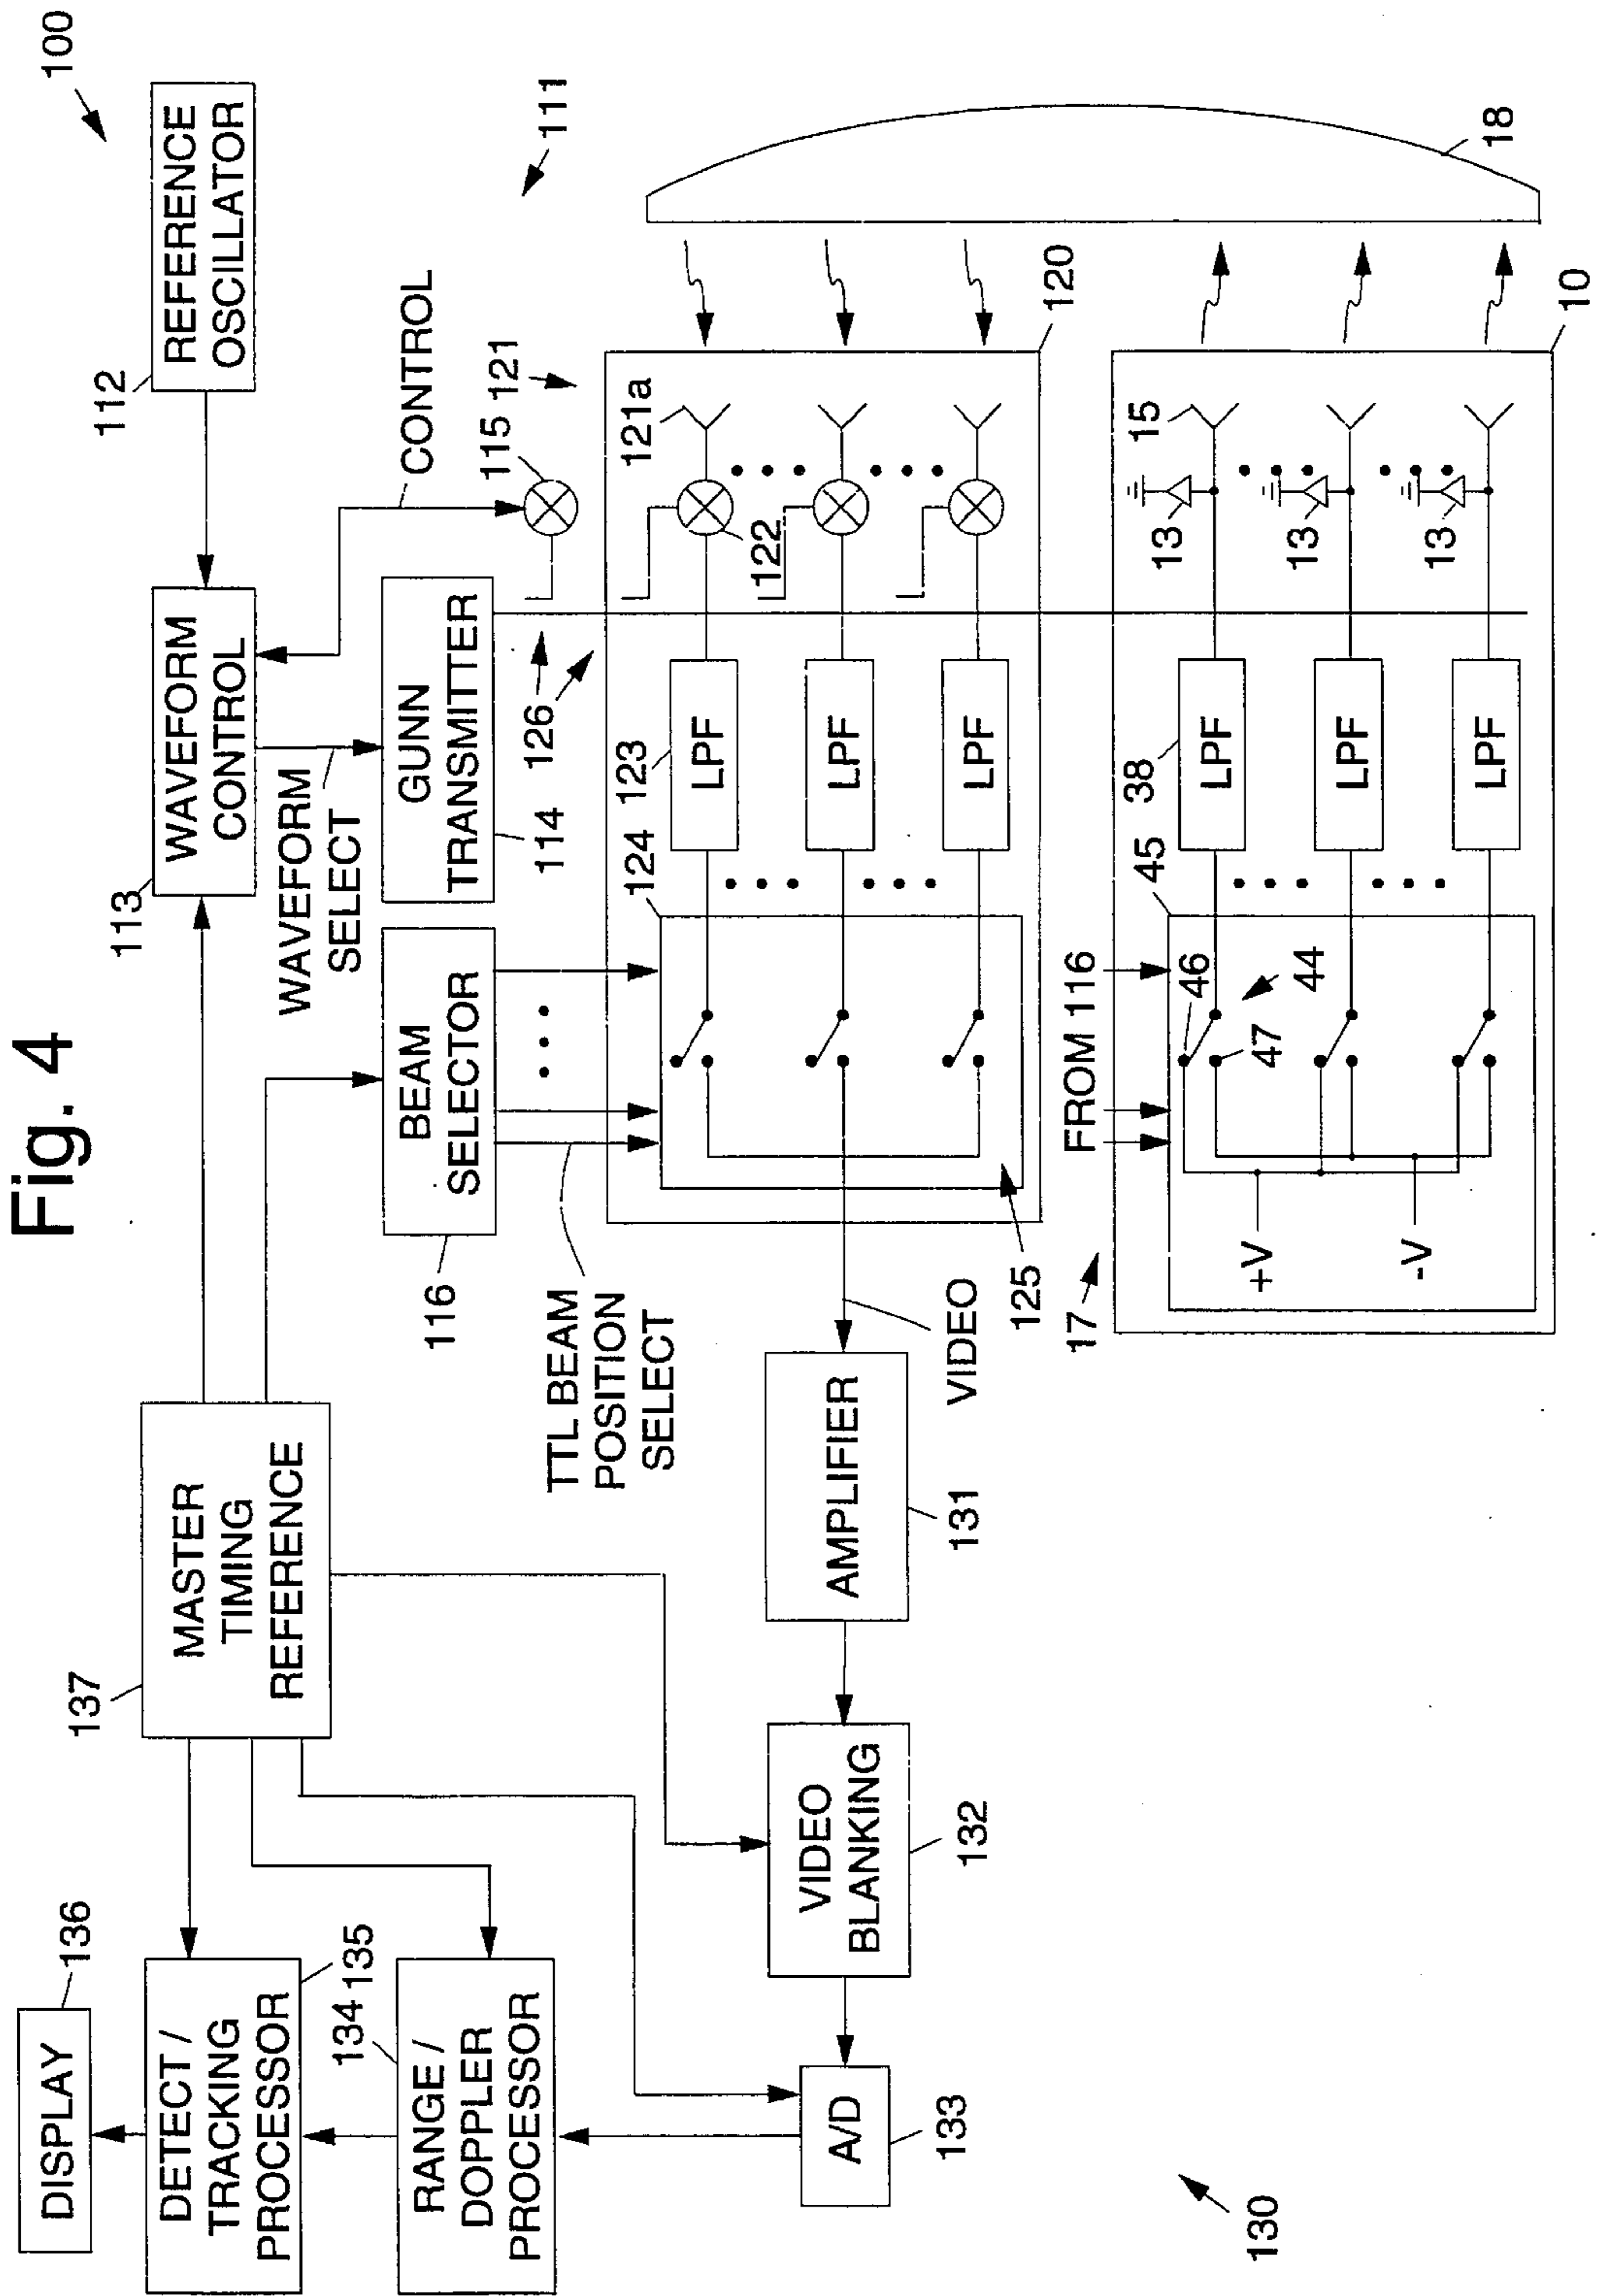 Fig. 4
100
REFERENCE
OSCILLATOR
112
WAVEFORM
CONTROL
113
MASTER
TIMING
REFERENCE
137
DISPLAY
136
DETECT /
TRACKING
PROCESSOR
135
RANGE /
DOPPLER
PROCESSOR
134
CONTROL
111
WAVEFORM
SELECT
GUNN
TRANSMITTER
114
BEAM
SELECTOR
116
115
121
126
TTL BEAM
POSITION
SELECT
121a
122
123
124
LPF
LPF
LPF
120
125
VIDEO
AMPLIFIER
131
VIDEO
BLANKING
132
A/D
133
130
18
FROM 116
17
15
13
13
13
38
LPF
LPF
LPF
45
46
44
47
+V
-V
10